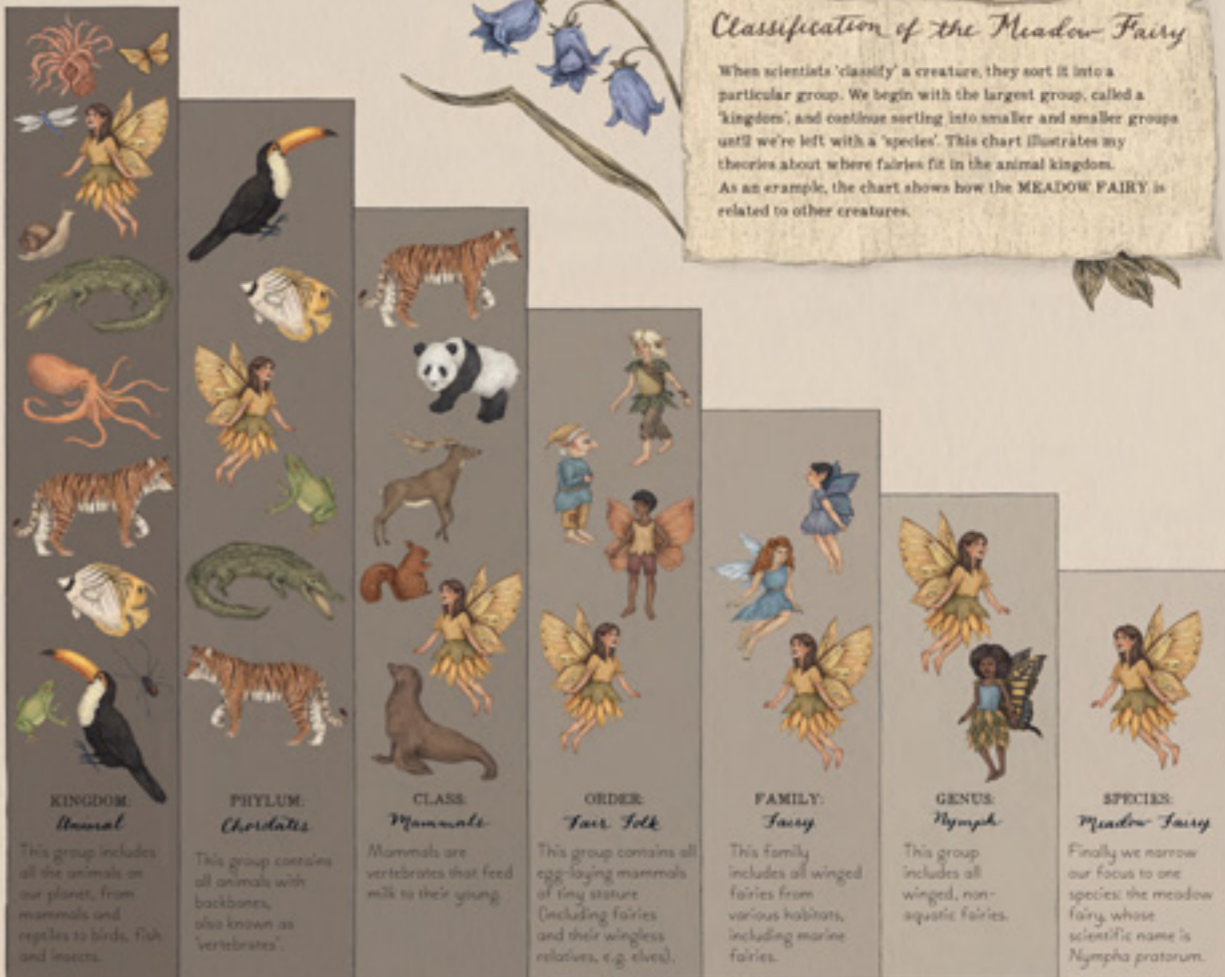 Classification of the Meadow Fairy
When scientists 'classify' a creature, they sort it into a
particular group. We begin with the largest group, called a
'kingdom', and continue sorting into smaller and smaller groups
until we're left with a 'species'. This chart illustrates my
theories about where fairies fit in the animal kingdom.
As an example, the chart shows how the MEADOW FAIRY is
related to other creatures.
KINGDOM:
Animal
This group includes
all the animals on
our planet, from
mammals and
reptiles to birds, fish
and insects.
PHYLUM:
Chordates
This group contains
all animals with
backbones,
also known as
'vertebrates'.
CLASS:
Mammals
Mammals are
vertebrates that feed
milk to their young.
ORDER:
Fair Folk
This group contains all
egg-laying mammals
of tiny stature
(including fairies
and their wingless
relatives, e.g. elves).
FAMILY:
Fairy
This family
includes all winged
fairies from
various habitats,
including marine
fairies.
GENUS:
Nymph
This group
includes all
winged, non-
aquatic fairies.
SPECIES:
Meadow Fairy
Finally we narrow
our focus to one
species: the meadow
fairy, whose
scientific name is
Nympha pratorum.